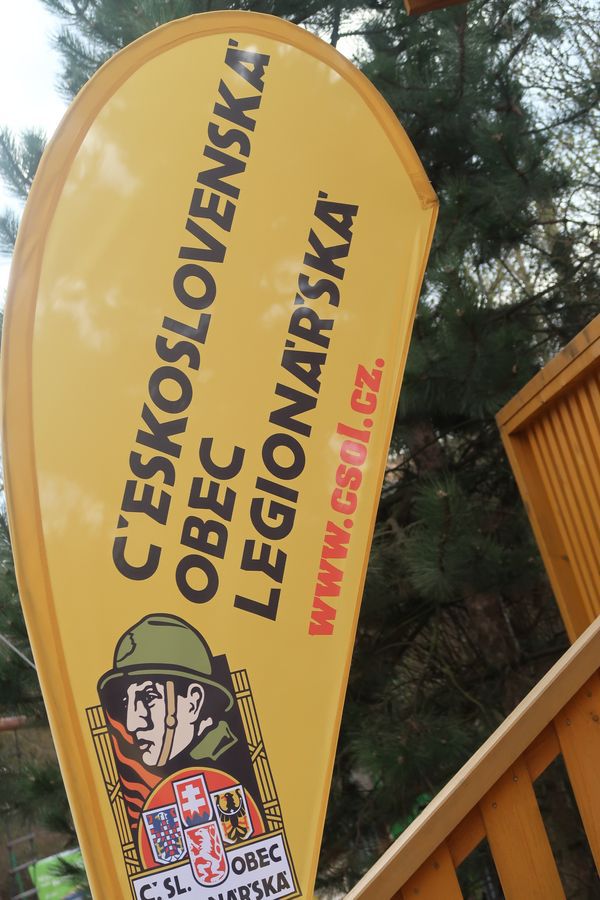 ČESKOSLOVENSKÁ
OBEC
LEGIONÁŘSKÁ
www.csol.cz.
Č. SL. OBEC